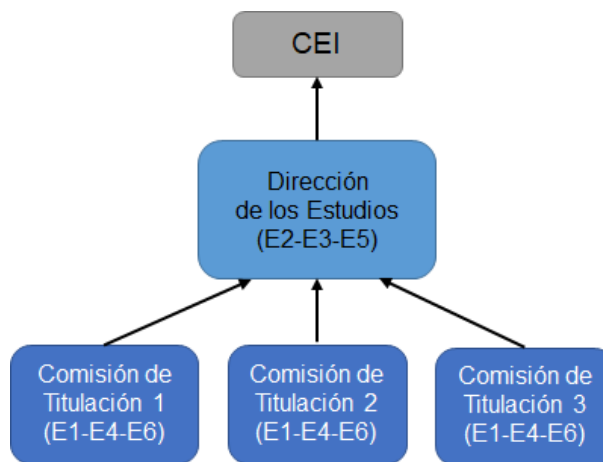 CEI
Dirección
de los Estudios
(E2-E3-E5)
Comisión de
Titulación 1
(E1-E4-E6)
Comisión de
Titulación 2
(E1-E4-E6)
Comisión de
Titulación 3
(E1-E4-E6)